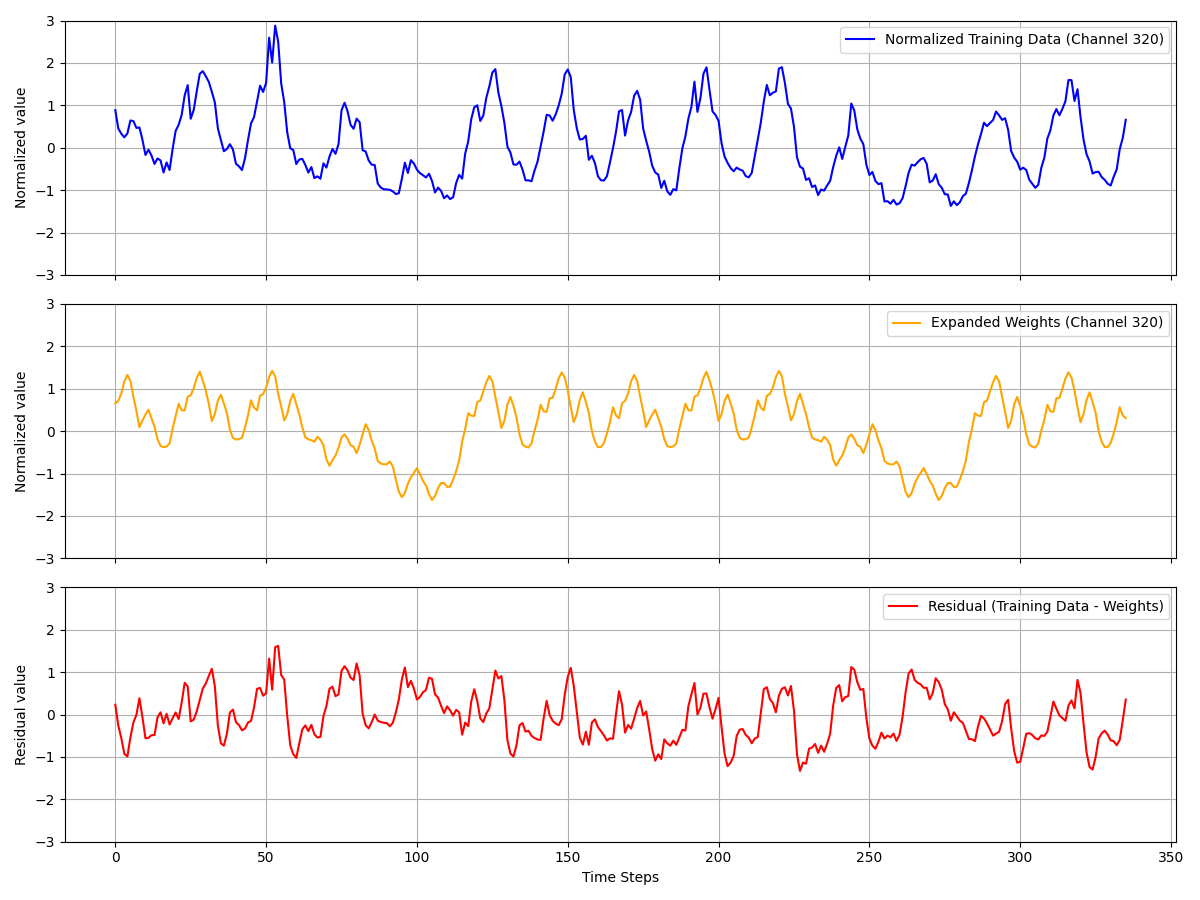 Normalized value
3
2
1
0
−1
−2
−3
Normalized Training Data (Channel 320)
Normalized value
3
2
1
0
−1
−2
−3
Expanded Weights (Channel 320)
Residual value
3
2
1
0
−1
−2
−3
Residual (Training Data - Weights)
0 50 100 150 200 250 300 350
Time Steps